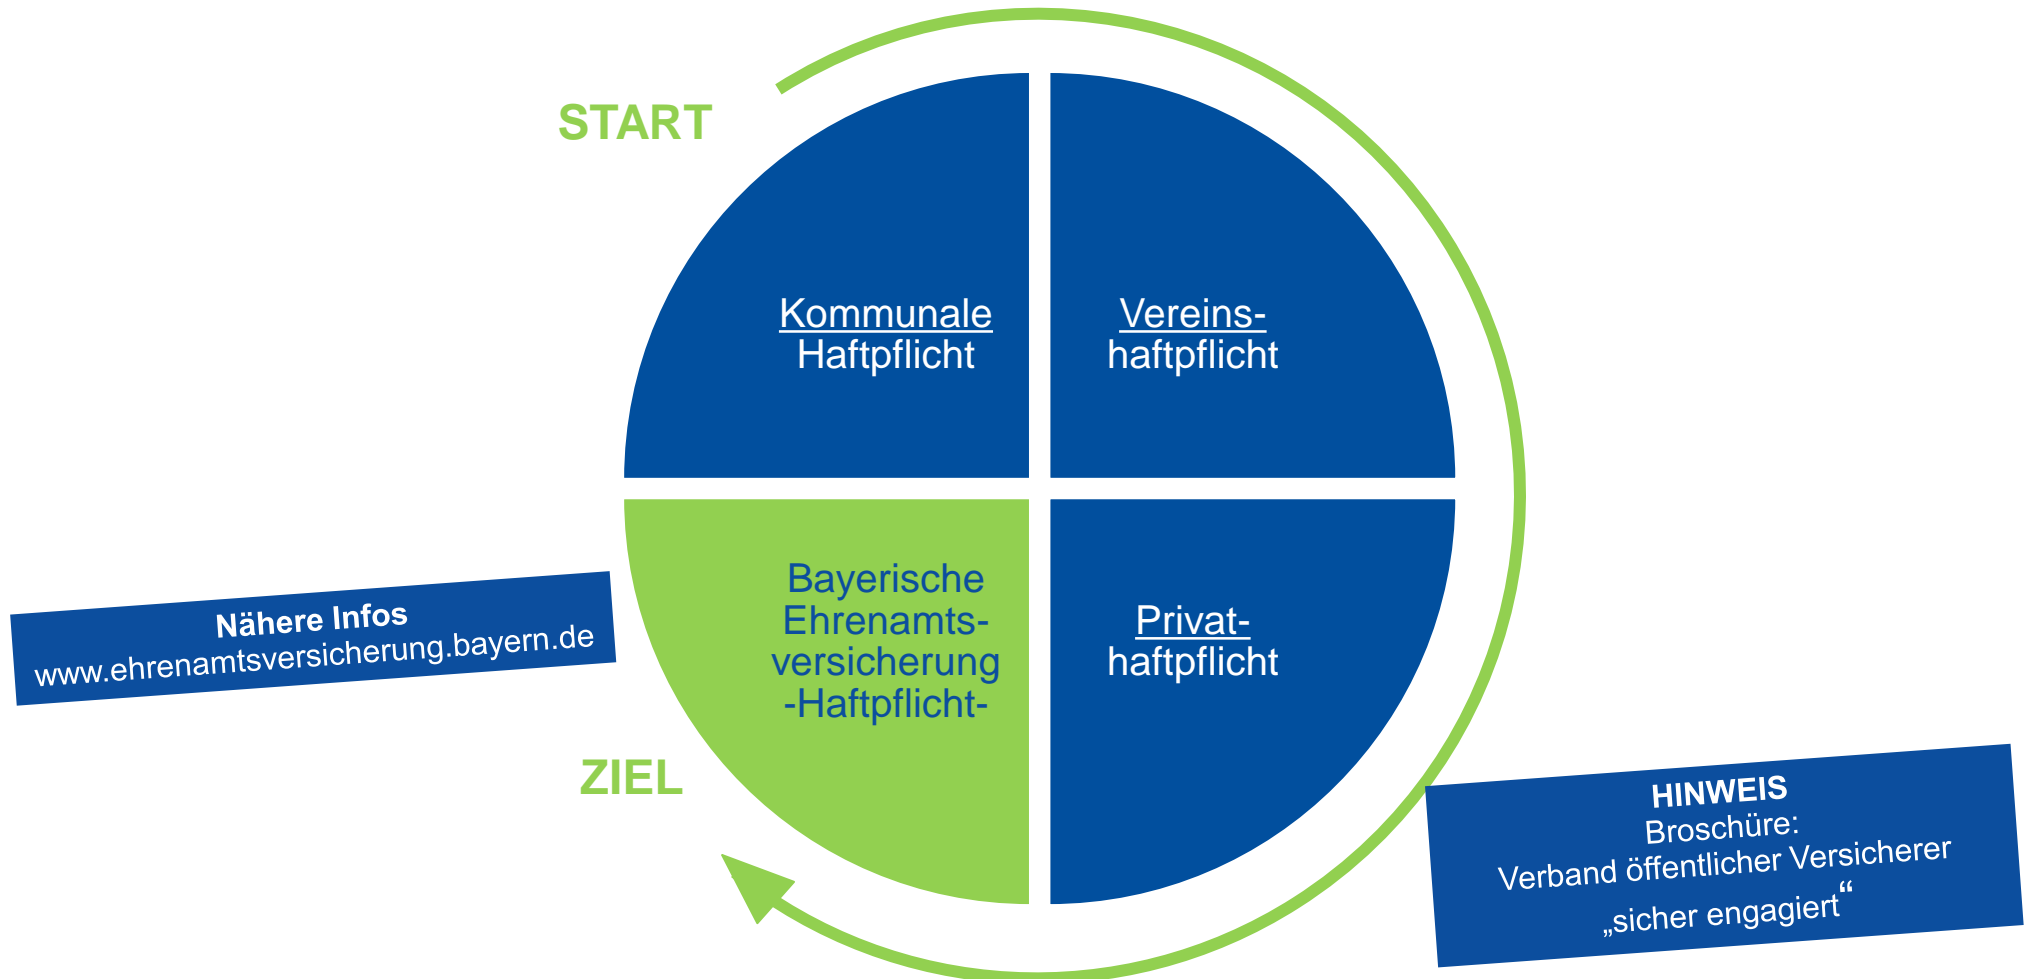 START
Kommunale
Haftpflicht
Vereins-
haftpflicht
Bayerische
Ehrenamts-
versicherung
-Haftpflicht-
Privat-
haftpflicht
Nähere Infos
www.ehrenamtsversicherung.bayern.de
ZIEL
HINWEIS
Broschüre:
Verband öffentlicher Versicherer
„sicher engagiert“